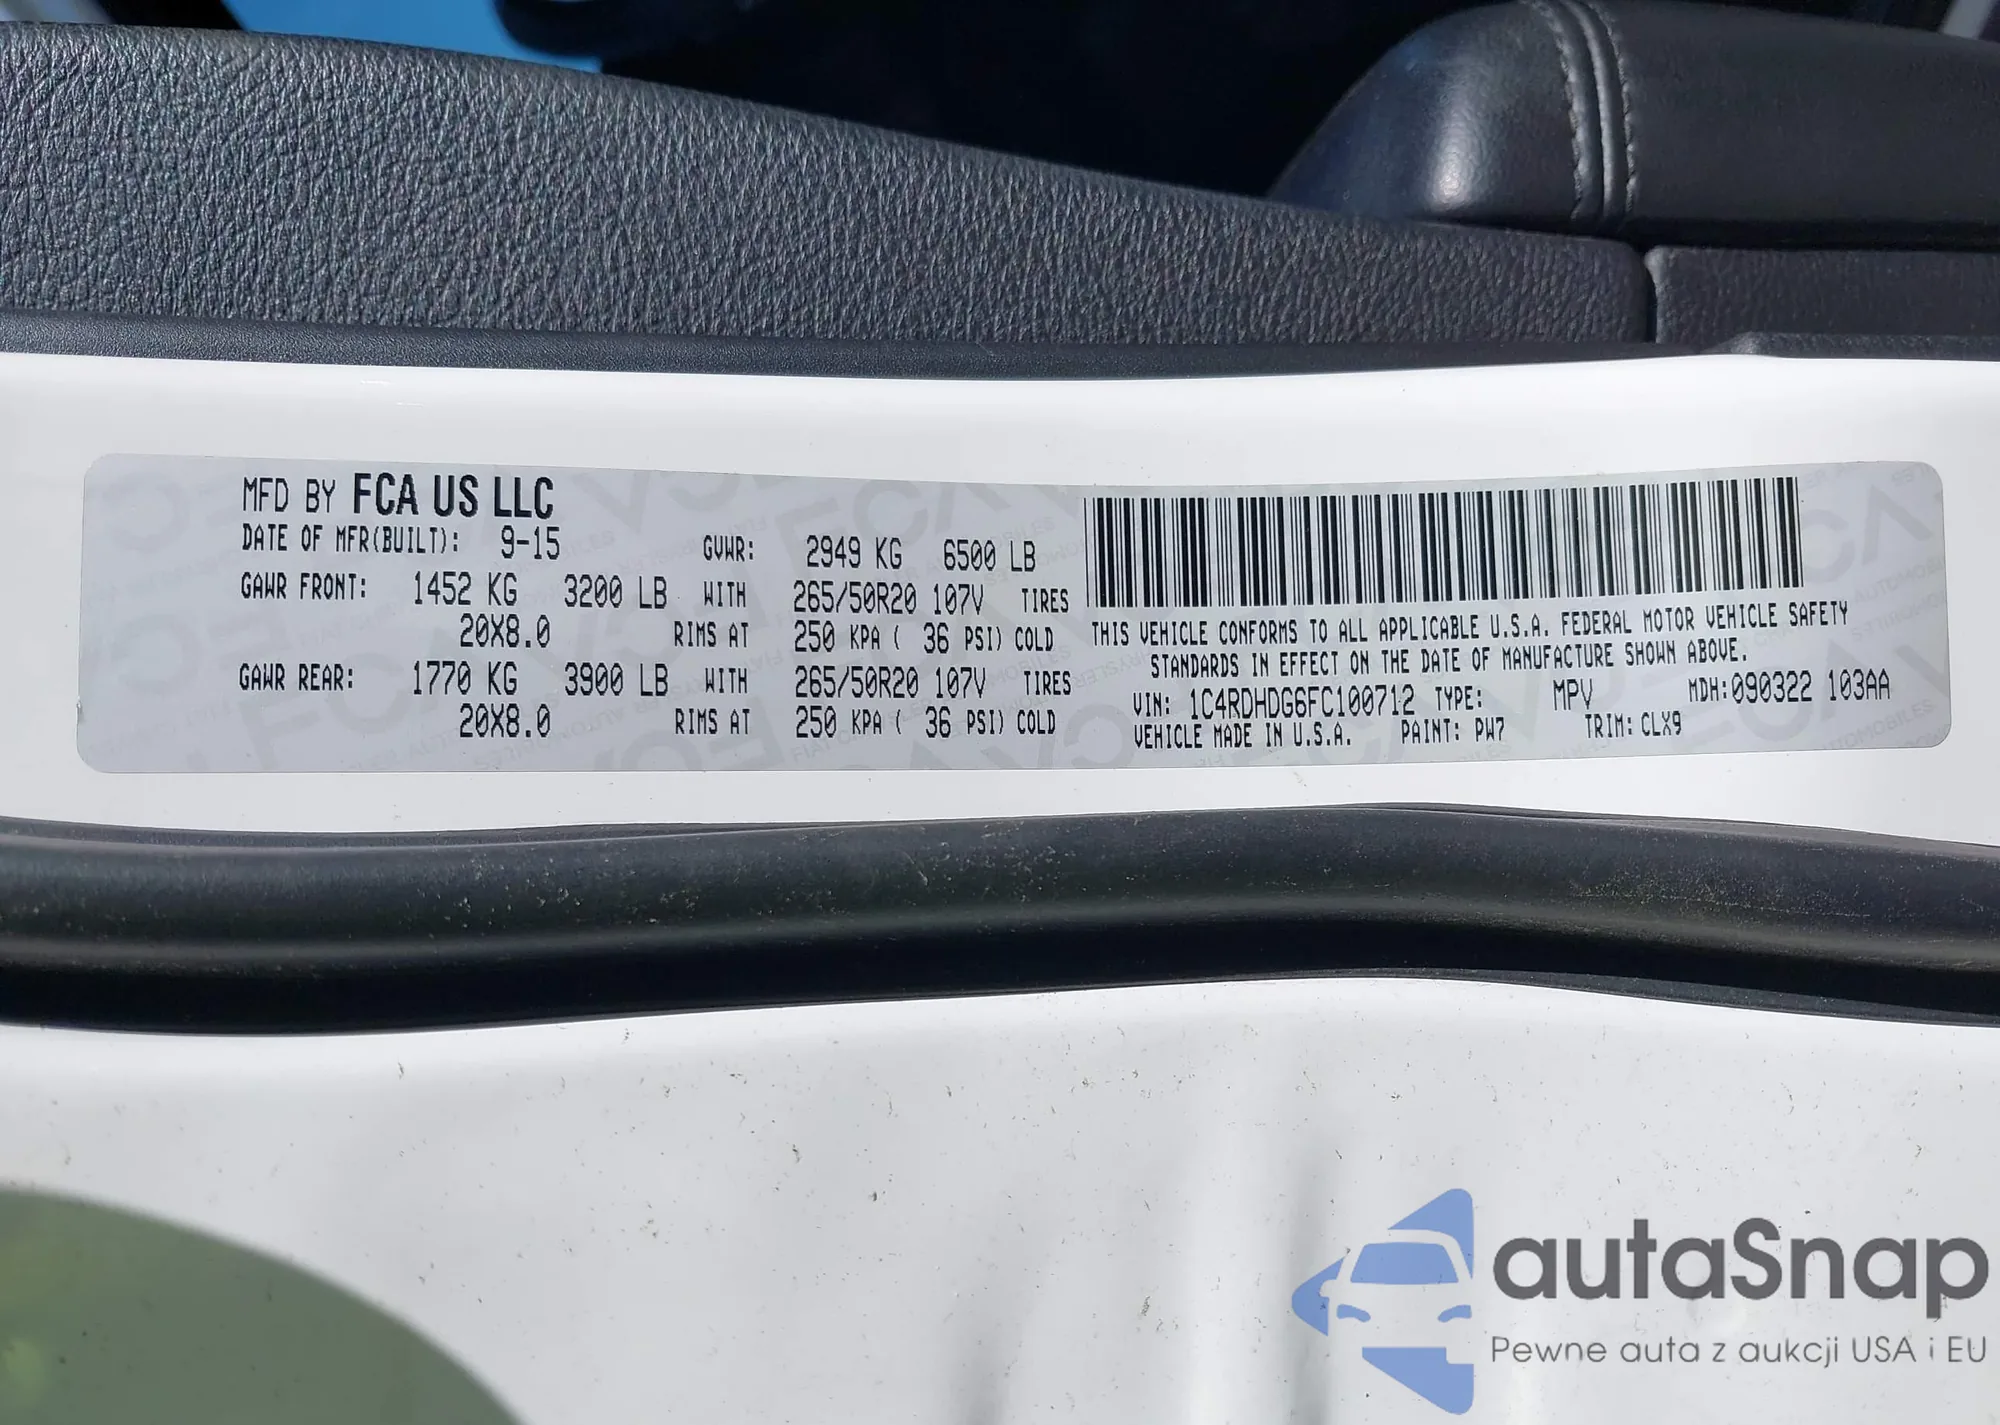 MFD BY FCA US LLC
DATE OF MFR(BUILT): 9-15 GVWR: 2949 KG 6500 LB
GAWR FRONT: 1452 KG 3200 LB WITH 265/50R20 107V TIRES
20X8.0 RIMS AT 250 KPA ( 36 PSI) COLD
GAWR REAR: 1770 KG 3900 LB WITH 265/50R20 107V TIRES
20X8.0 RIMS AT 250 KPA ( 36 PSI) COLD
THIS VEHICLE CONFORMS TO ALL APPLICABLE U.S.A. FEDERAL MOTOR VEHICLE SAFETY
STANDARDS IN EFFECT ON THE DATE OF MANUFACTURE SHOWN ABOVE.
VIN: 1C4RDHDG6FC100712 TYPE: MPV MDH:090322 103AA
VEHICLE MADE IN U.S.A. PAINT: PW7 TRIM: CLX9
autaSnap
Pewne auta z aukcji USA i EU